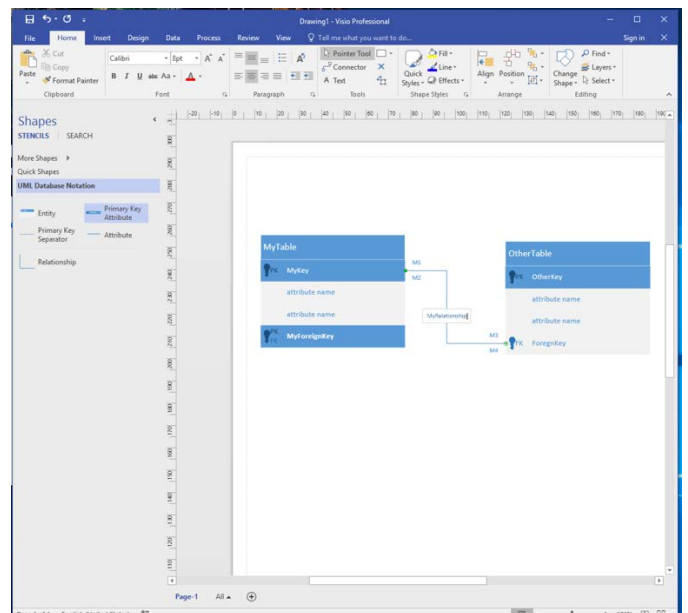 Drawing1 - Visio Professional
File Home Insert Design Data Process Review View Tell me what you want to do... Sign in
Paste
Cut
Copy
Format Painter
Clipboard
Calibri 8pt A A
B I U abc Aa A
Font
Paragraph
Pointer Tool
Connector
A Text
Tools
Quick Styles
Fill
Line
Effects
Shape Styles
Align Position
Arrange
Change Shape
Find
Layers
Select
Editing
Shapes
STENCILS SEARCH
More Shapes
Quick Shapes
UML Database Notation
Entity
Primary Key Attribute
Primary Key Separator
Attribute
Relationship
MyTable
PK MyKey
attribute name
attribute name
PK
FK MyForeignKey
M1
M2
MyRelationship
M3
M4
OtherTable
PK OtherKey
attribute name
attribute name
FK ForegnKey
Page-1 All